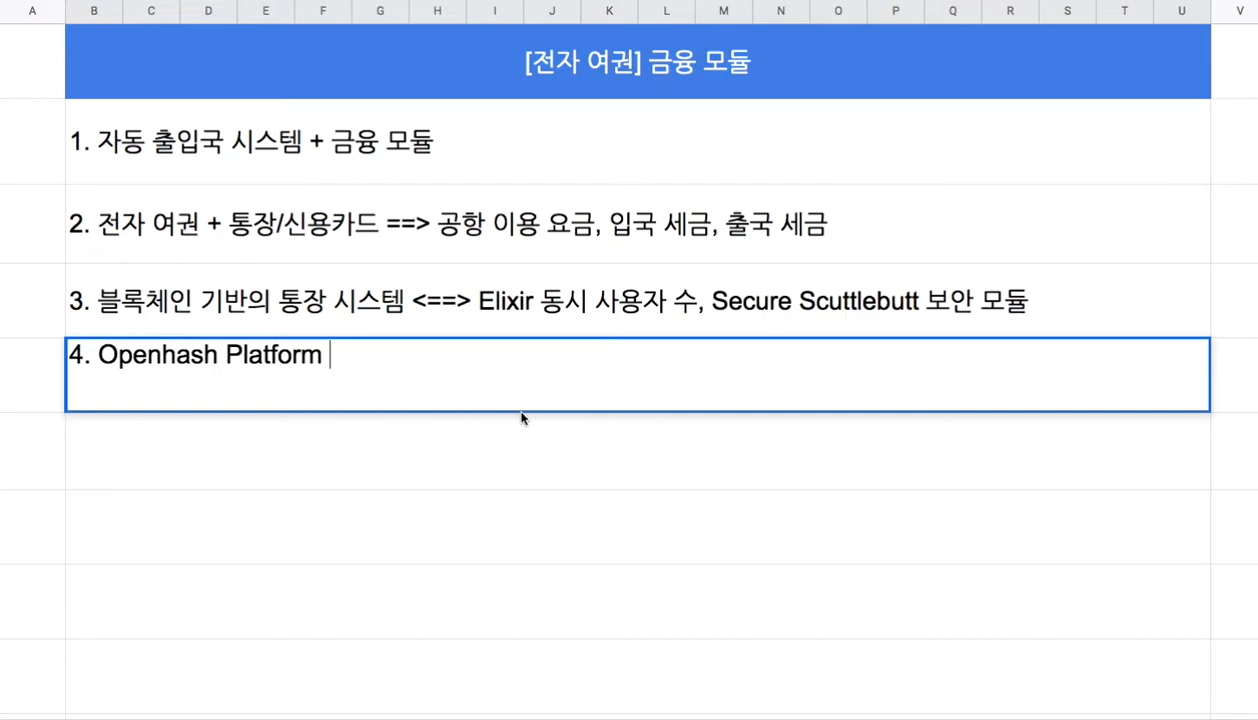 A B C D E F G H I J K L M N O P Q R S T U V
[전자 여권] 금융 모듈
1. 자동 출입국 시스템 + 금융 모듈
2. 전자 여권 + 통장/신용카드 ==> 공항 이용 요금, 입국 세금, 출국 세금
3. 블록체인 기반의 통장 시스템 <==> Elixir 동시 사용자 수, Secure Scuttlebutt 보안 모듈
4. Openhash Platform